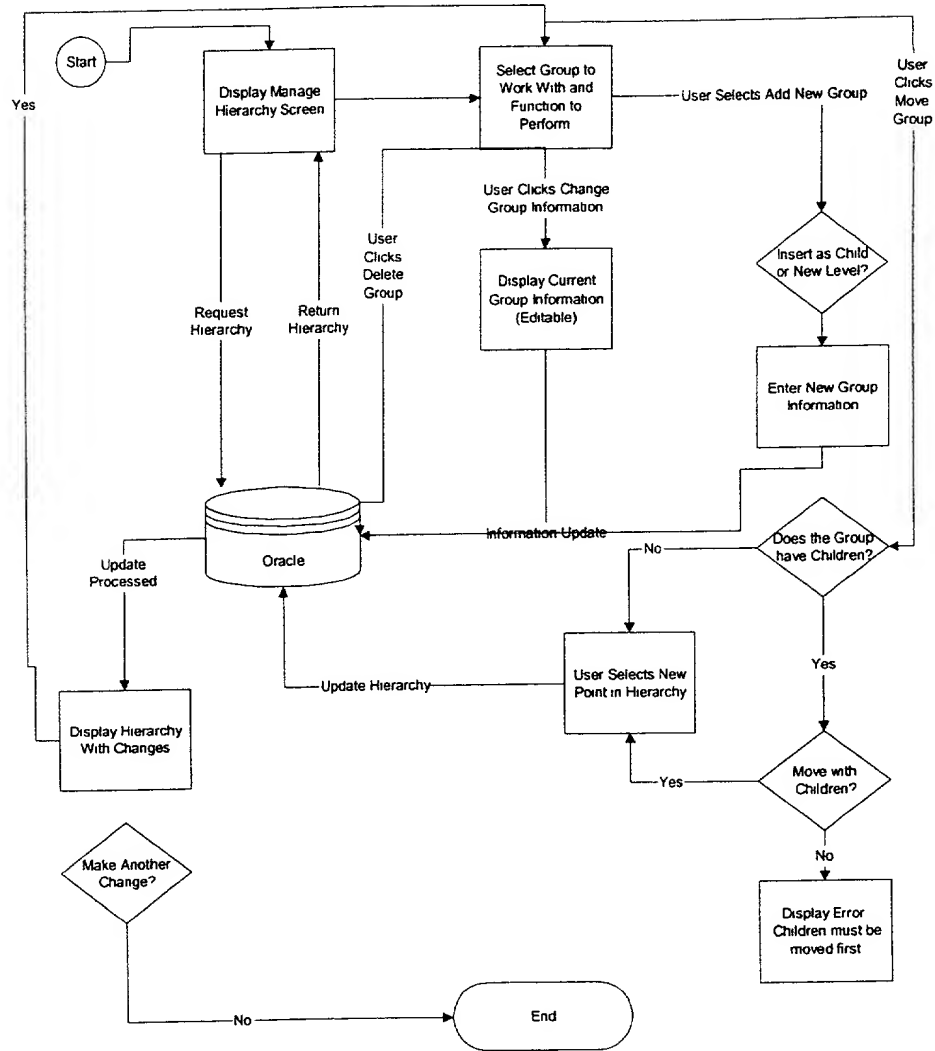 Start
Yes
Display Manage
Hierarchy Screen
Select Group to
Work With and
Function to
Perform
User Selects Add New Group
User
Clicks
Move
Group
User Clicks Change
Group Information
User
Clicks
Delete
Group
Insert as Child
or New Level?
Display Current
Group Information
(Editable)
Request
Hierarchy
Return
Hierarchy
Enter New Group
Information
Oracle
Information Update
No
Does the Group
have Children?
Update
Processed
Yes
User Selects New
Point in Hierarchy
Update Hierarchy
Display Hierarchy
With Changes
Yes
Move with
Children?
Make Another
Change?
No
Display Error
Children must be
moved first
No
End